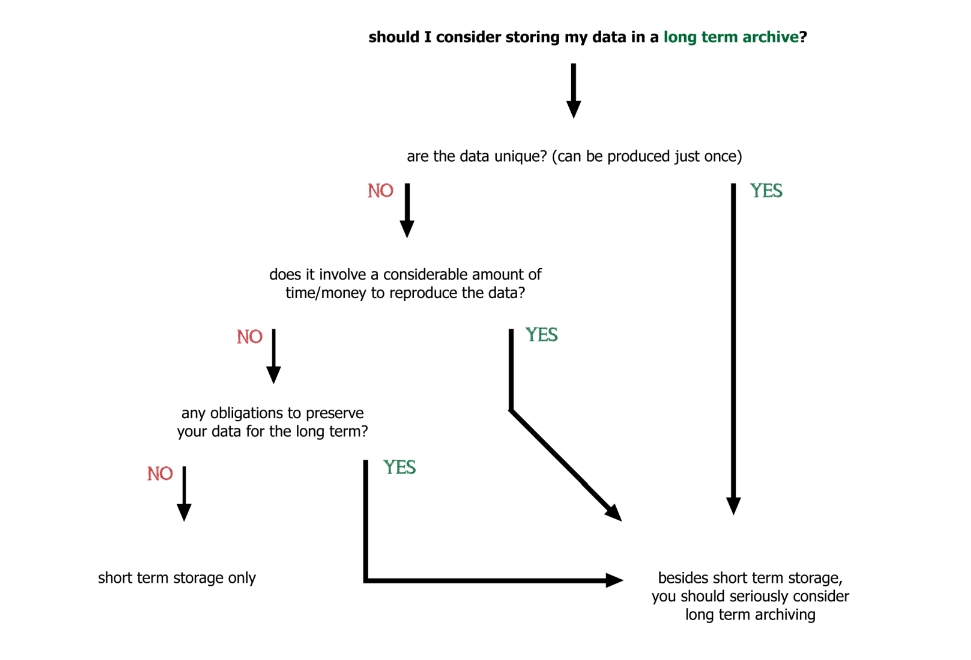 should I consider storing my data in a long term archive?
are the data unique? (can be produced just once)
NO
YES
does it involve a considerable amount of
time/money to reproduce the data?
NO
YES
any obligations to preserve
your data for the long term?
NO
YES
short term storage only
besides short term storage,
you should seriously consider
long term archiving